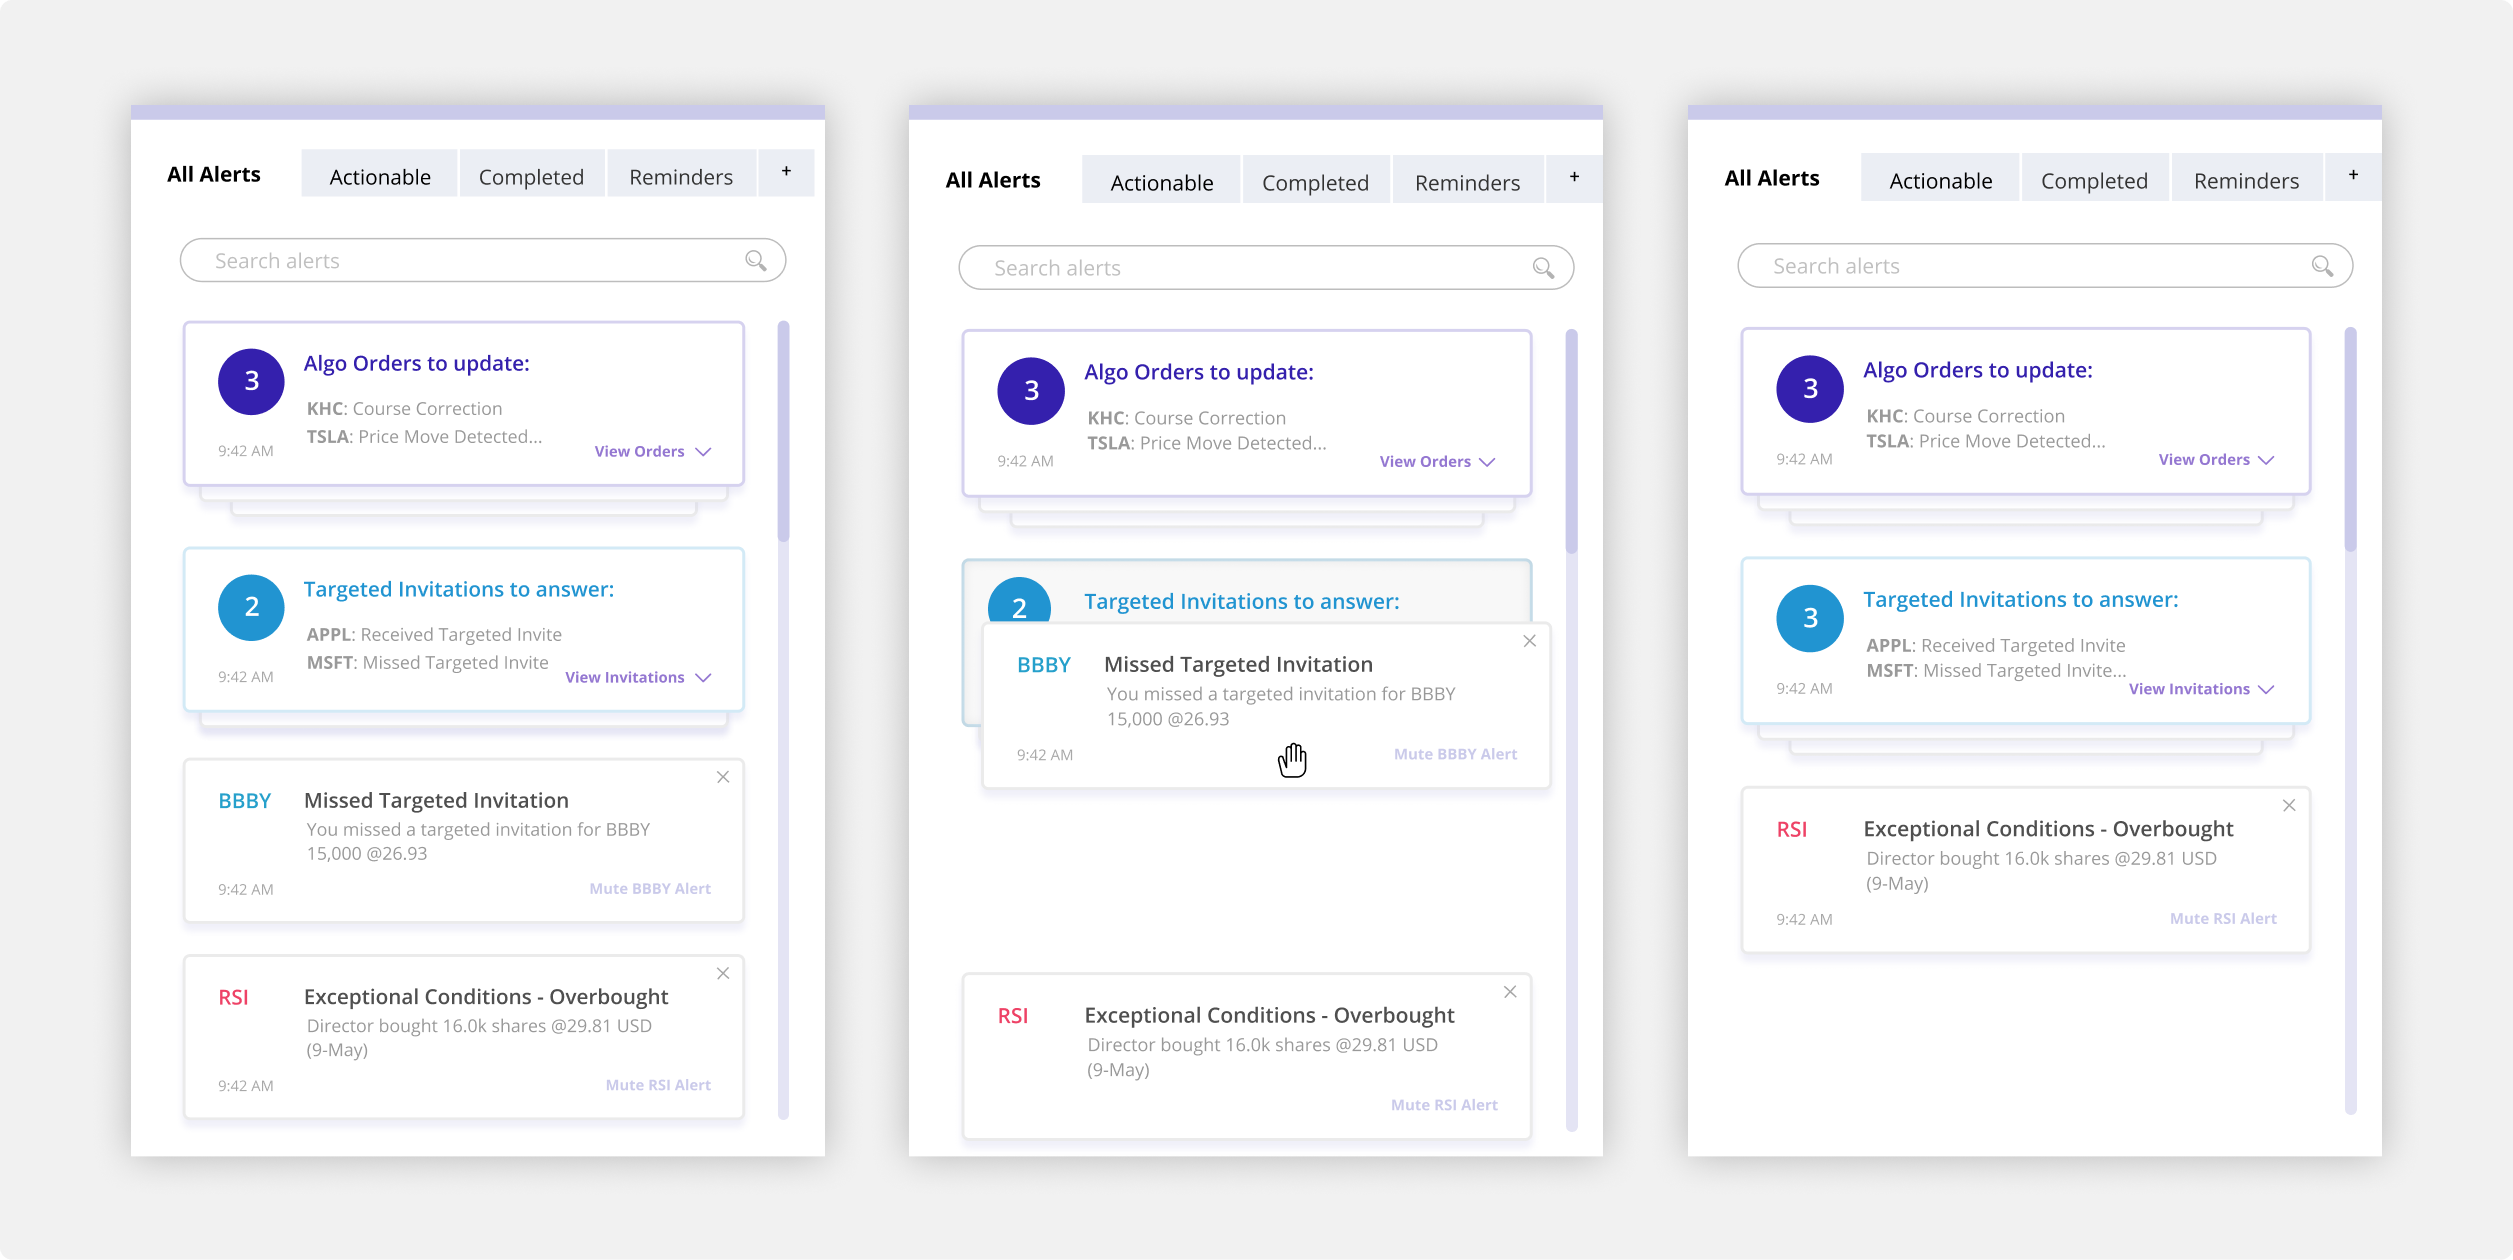 All Alerts Actionable Completed Reminders +
Search alerts
3 Algo Orders to update:
KHC: Course Correction
TSLA: Price Move Detected...
9:42 AM View Orders
2 Targeted Invitations to answer:
APPL: Received Targeted Invite
MSFT: Missed Targeted Invite
9:42 AM View Invitations
BBBY Missed Targeted Invitation
You missed a targeted invitation for BBBY
15,000 @26.93
9:42 AM Mute BBBY Alert
RSI Exceptional Conditions - Overbought
Director bought 16.0k shares @29.81 USD
(9-May)
9:42 AM Mute RSI Alert
All Alerts Actionable Completed Reminders +
Search alerts
3 Algo Orders to update:
KHC: Course Correction
TSLA: Price Move Detected...
9:42 AM View Orders
2 Targeted Invitations to answer:
BBBY Missed Targeted Invitation
You missed a targeted invitation for BBBY
15,000 @26.93
9:42 AM Mute BBBY Alert
RSI Exceptional Conditions - Overbought
Director bought 16.0k shares @29.81 USD
(9-May)
Mute RSI Alert
All Alerts Actionable Completed Reminders +
Search alerts
3 Algo Orders to update:
KHC: Course Correction
TSLA: Price Move Detected...
9:42 AM View Orders
3 Targeted Invitations to answer:
APPL: Received Targeted Invite
MSFT: Missed Targeted Invite...
9:42 AM View Invitations
RSI Exceptional Conditions - Overbought
Director bought 16.0k shares @29.81 USD
(9-May)
9:42 AM Mute RSI Alert